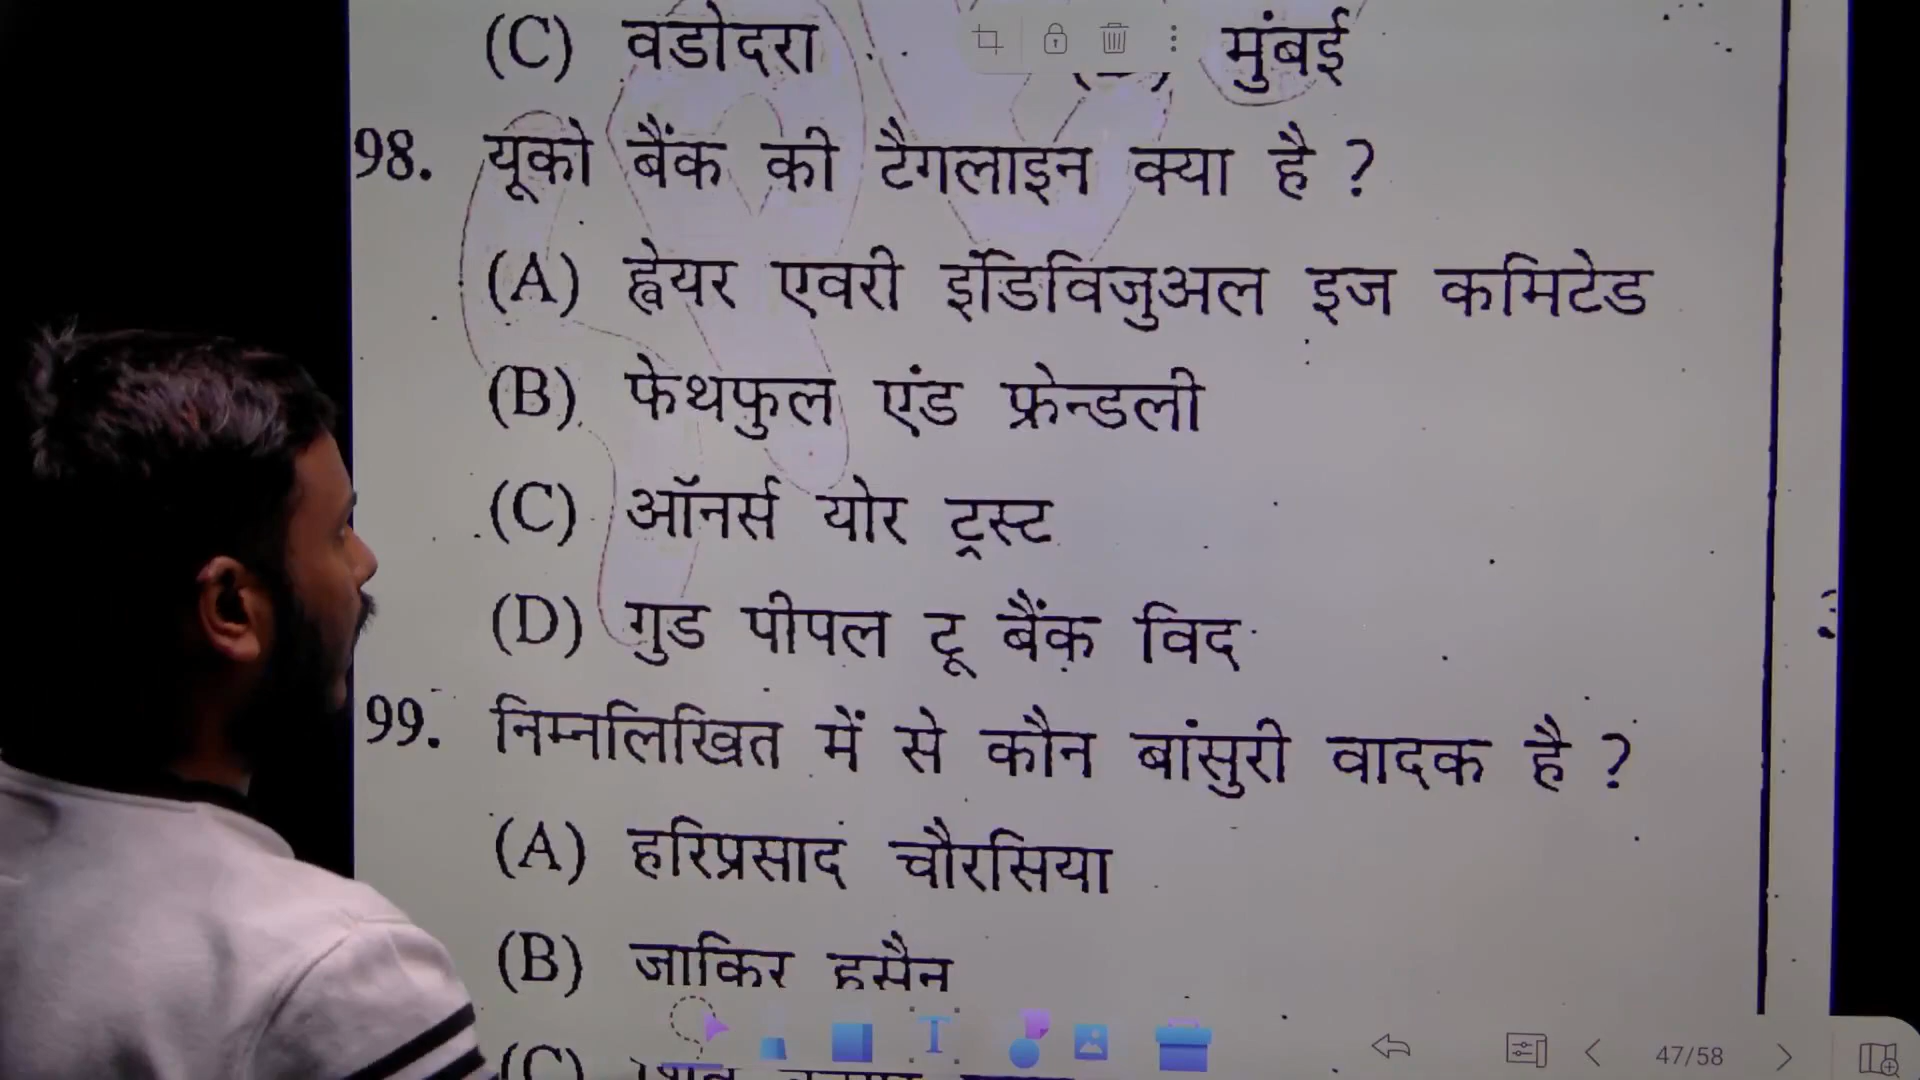 (C) वडोदरा मुंबई
98. यूको बैंक की टैगलाइन क्या है ?
(A) ह्वेयर एवरी इंडिविजुअल इज कमिटेड
(B) फेथफुल एंड फ्रेन्डली
(C) ऑनर्स योर ट्रस्ट
(D) गुड पीपल टू बैंक विद
99. निम्नलिखित में से कौन बांसुरी वादक है ?
(A) हरिप्रसाद चौरसिया
(B) जाकिर हुसैन
(C)
47/58